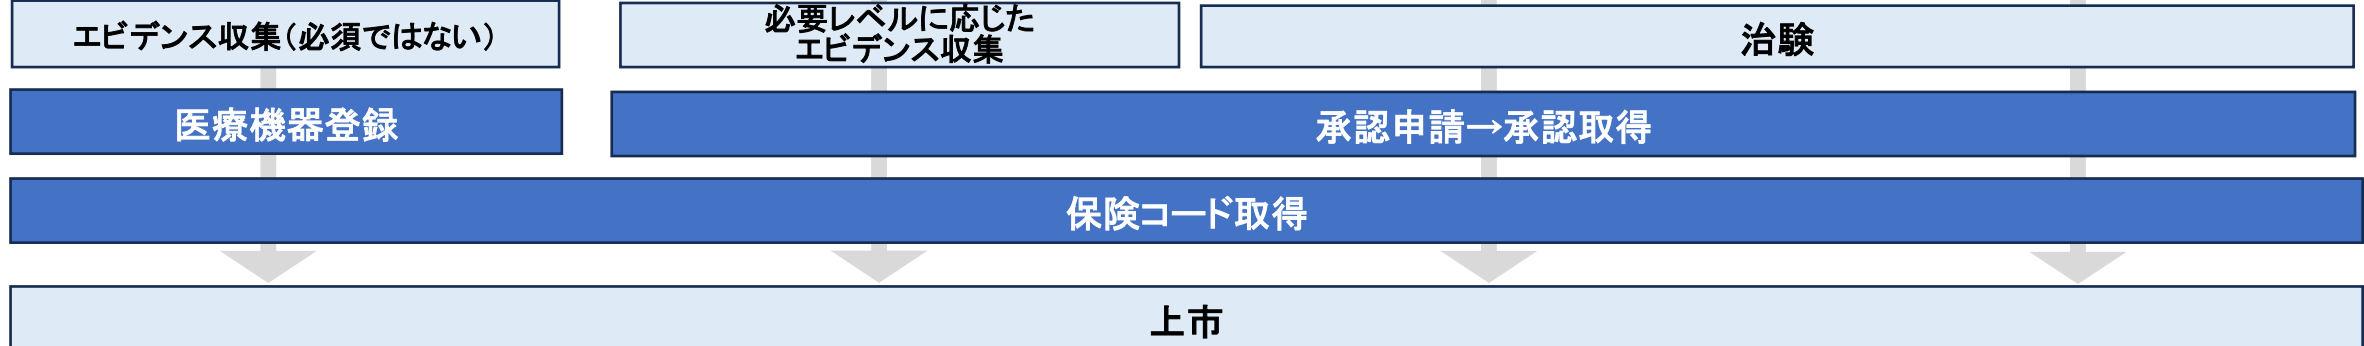 エビデンス収集（必須ではない）
必要レベルに応じた
エビデンス収集
治験
医療機器登録
承認申請→承認取得
保険コード取得
上市